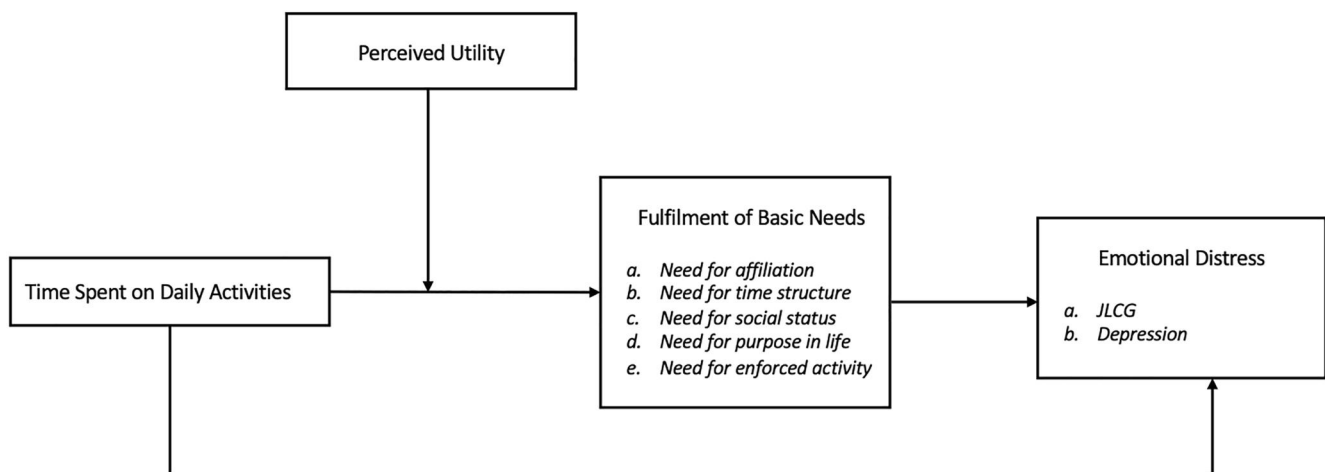 Perceived Utility
Fulfilment of Basic Needs
a. Need for affiliation
b. Need for time structure
c. Need for social status
d. Need for purpose in life
e. Need for enforced activity
Time Spent on Daily Activities
Emotional Distress
a. JLCG
b. Depression